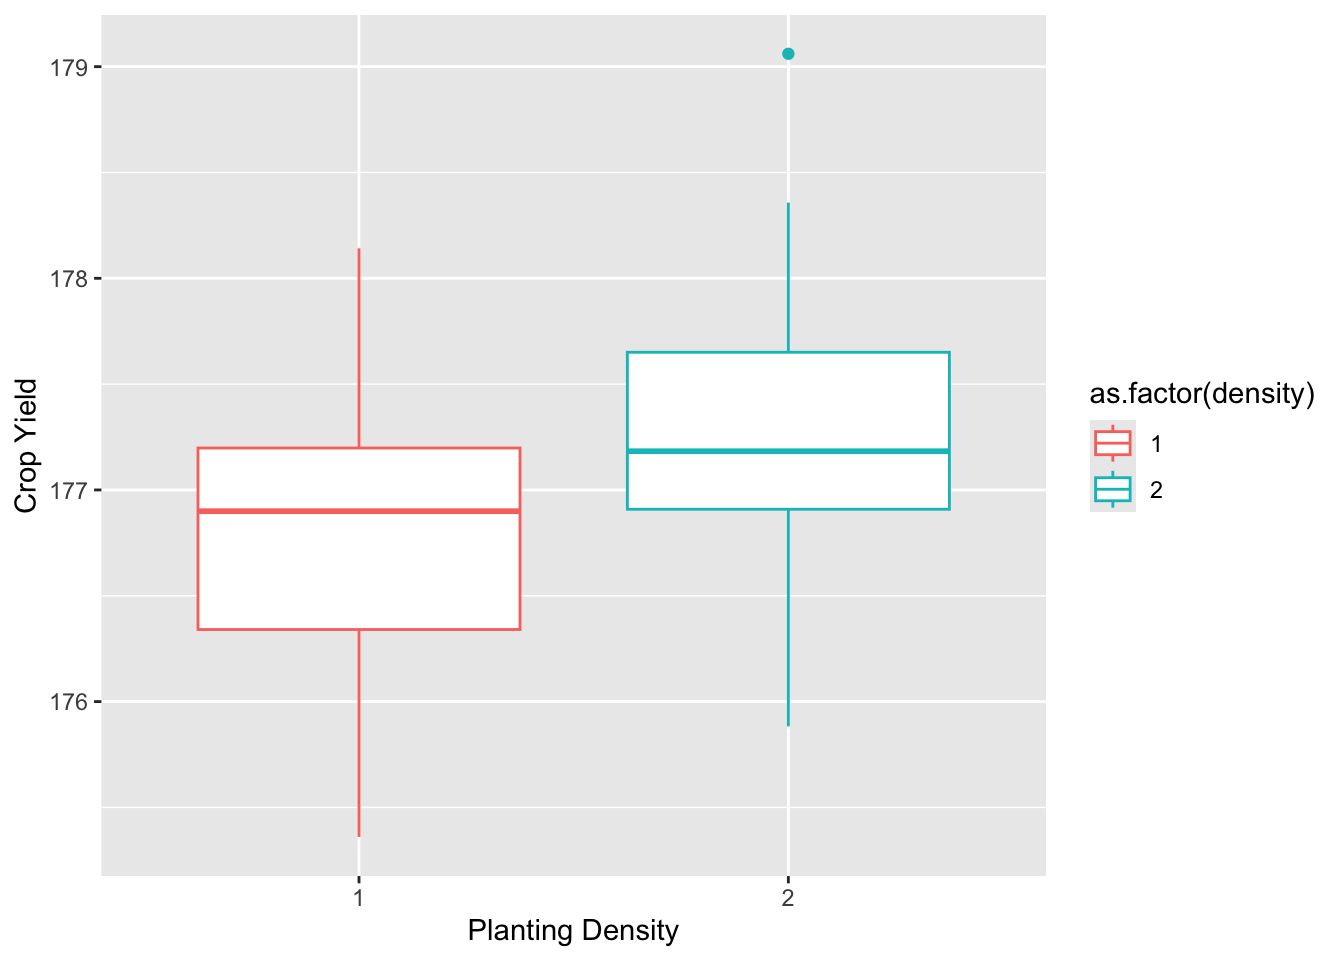 179
178
177
176
Crop Yield
1
2
Planting Density
as.factor(density)
1
2